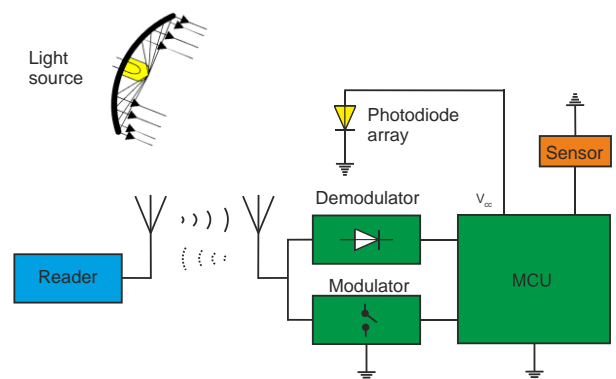 Light
source
Photodiode
array
Sensor
Demodulator
Vcc
Reader
Modulator
MCU